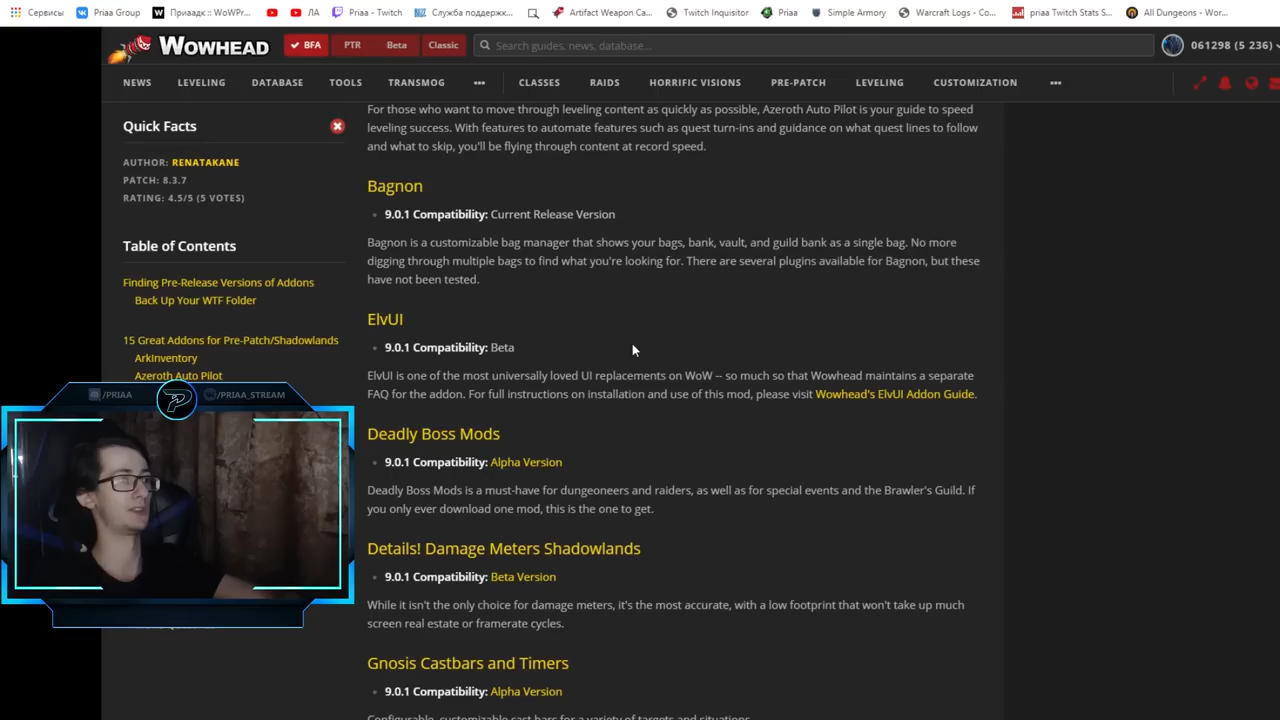 Сервисы Priaa Group Приаадк :: WoWPr... ЛА Priaa - Twitch Служба поддержк... Artifact Weapon Ca... Twitch Inquisitor Priaa Simple Armory Warcraft Logs - Co... priaa Twitch Stats S... All Dungeons - Wor...
WOWHEAD BFA PTR Beta Classic Search guides, news, database... 061298 (5 236)
NEWS LEVELING DATABASE TOOLS TRANSMOG ••• CLASSES RAIDS HORRIFIC VISIONS PRE-PATCH LEVELING CUSTOMIZATION •••
Quick Facts
AUTHOR: RENATAKANE
PATCH: 8.3.7
RATING: 4.5/5 (5 VOTES)
Table of Contents
Finding Pre-Release Versions of Addons
Back Up Your WTF Folder
15 Great Addons for Pre-Patch/Shadowlands
ArkInventory
Azeroth Auto Pilot
/PRIAA /PRIAA_STREAM
For those who want to move through leveling content as quickly as possible, Azeroth Auto Pilot is your guide to speed
leveling success. With features to automate features such as quest turn-ins and guidance on what quest lines to follow
and what to skip, you'll be flying through content at record speed.
Bagnon
• 9.0.1 Compatibility: Current Release Version
Bagnon is a customizable bag manager that shows your bags, bank, vault, and guild bank as a single bag. No more
digging through multiple bags to find what you're looking for. There are several plugins available for Bagnon, but these
have not been tested.
ElvUI
• 9.0.1 Compatibility: Beta
ElvUI is one of the most universally loved UI replacements on WoW -- so much so that Wowhead maintains a separate
FAQ for the addon. For full instructions on installation and use of this mod, please visit Wowhead's ElvUI Addon Guide.
Deadly Boss Mods
• 9.0.1 Compatibility: Alpha Version
Deadly Boss Mods is a must-have for dungeoneers and raiders, as well as for special events and the Brawler's Guild. If
you only ever download one mod, this is the one to get.
Details! Damage Meters Shadowlands
• 9.0.1 Compatibility: Beta Version
While it isn't the only choice for damage meters, it's the most accurate, with a low footprint that won't take up much
screen real estate or framerate cycles.
Gnosis Castbars and Timers
• 9.0.1 Compatibility: Alpha Version
Configurable, customizable cast bars for a variety of targets and situations.